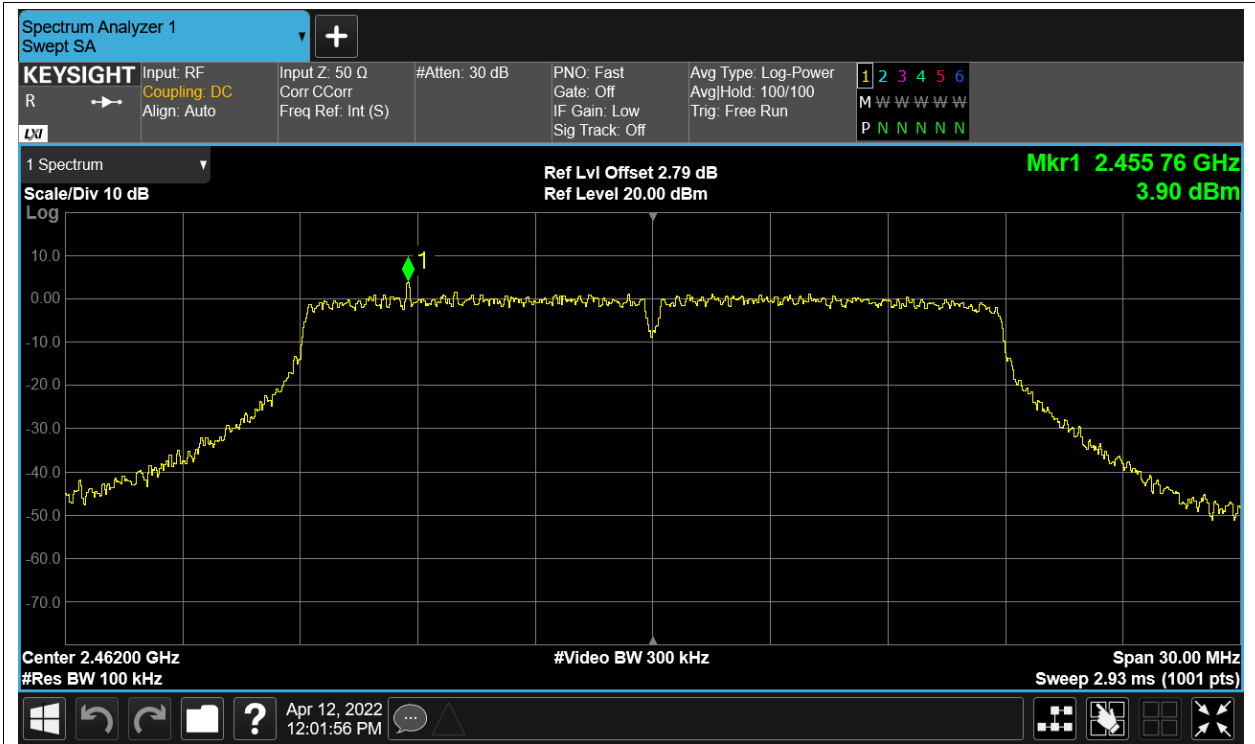 Spectrum Analyzer 1
Swept SA
KEYSIGHT
R
LXI
Input: RF
Coupling: DC
Align: Auto
Input Z: 50 Ω
Corr CCorr
Freq Ref: Int (S)
#Atten: 30 dB
PNO: Fast
Gate: Off
IF Gain: Low
Sig Track: Off
Avg Type: Log-Power
Avg|Hold: 100/100
Trig: Free Run
1 2 3 4 5 6
M W W W W W
P N N N N N
1 Spectrum
Scale/Div 10 dB
Ref Lvl Offset 2.79 dB
Ref Level 20.00 dBm
Mkr1 2.455 76 GHz
3.90 dBm
Log
1
10.0
0.00
-10.0
-20.0
-30.0
-40.0
-50.0
-60.0
-70.0
Center 2.46200 GHz
#Res BW 100 kHz
#Video BW 300 kHz
Span 30.00 MHz
Sweep 2.93 ms (1001 pts)
?
Apr 12, 2022
12:01:56 PM